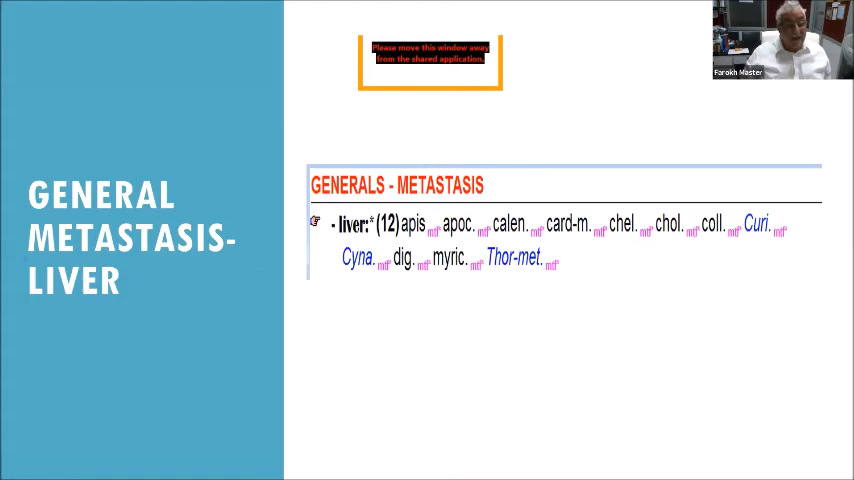 Please move this window away
from the shared application.
Farokh Master
GENERAL
METASTASIS-
LIVER
GENERALS - METASTASIS
- liver:* (12) apis mtf* apoc. mtf* calen. mtf* card-m. mtf* chel. mtf* chol. mtf* coll. mtf* Curi. mtf*
Cyna. mtf* dig. mtf* myric. mtf* Thor-met. mtf*